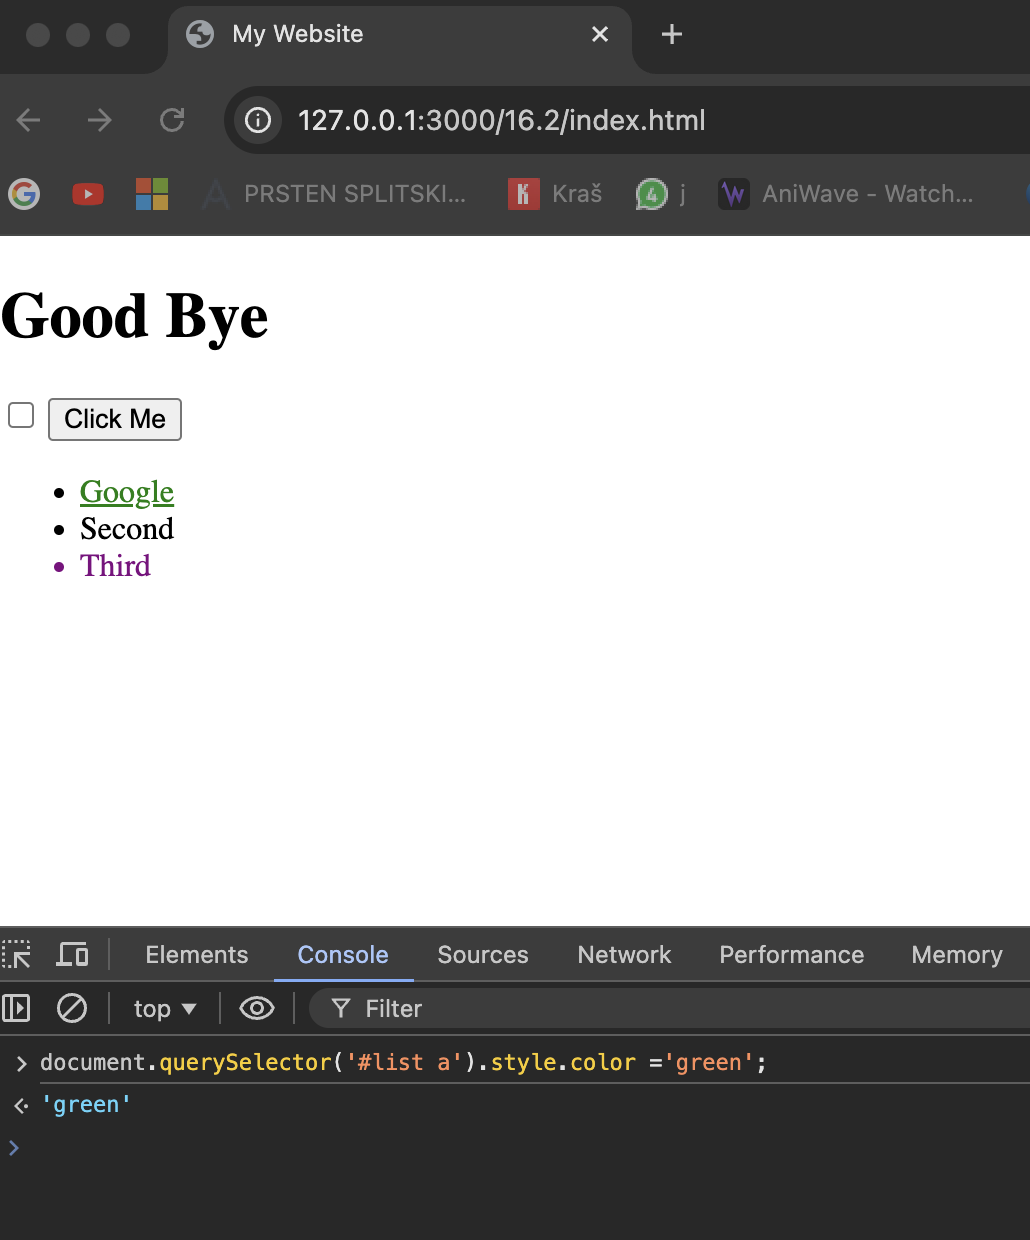 My Website
127.0.0.1:3000/16.2/index.html
PRSTEN SPLITSKI... Kraš 4 j AniWave - Watch...
Good Bye
Click Me
Google
Second
Third
Elements Console Sources Network Performance Memory
top Filter
document.querySelector('#list a').style.color ='green';
'green'